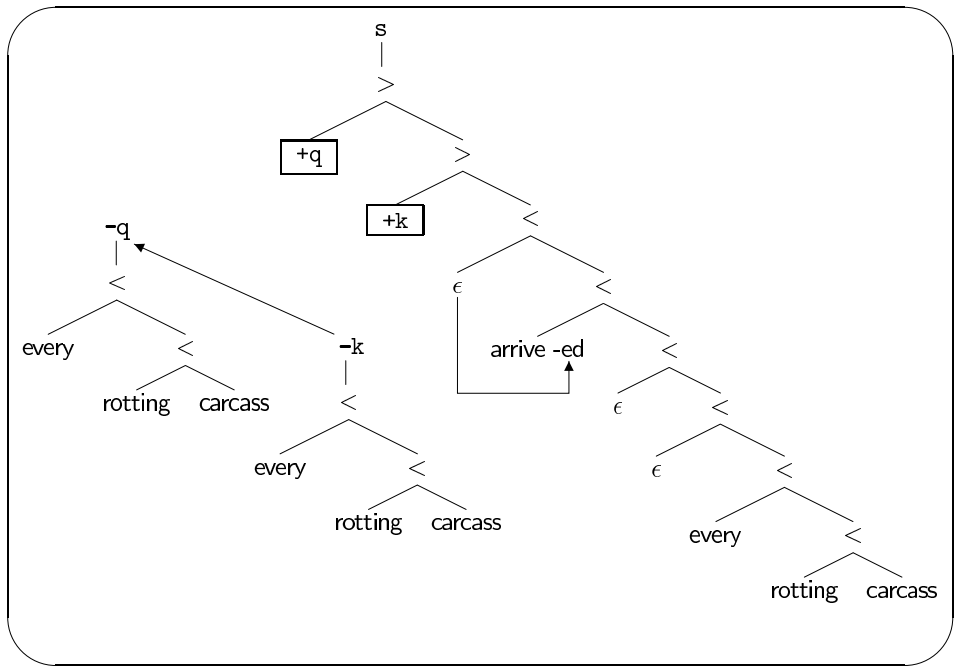 s
>
+q >
+k <
-q
< ϵ <
every < -k arrive -ed <
rotting carcass < ϵ <
every < ϵ <
rotting carcass every <
rotting carcass